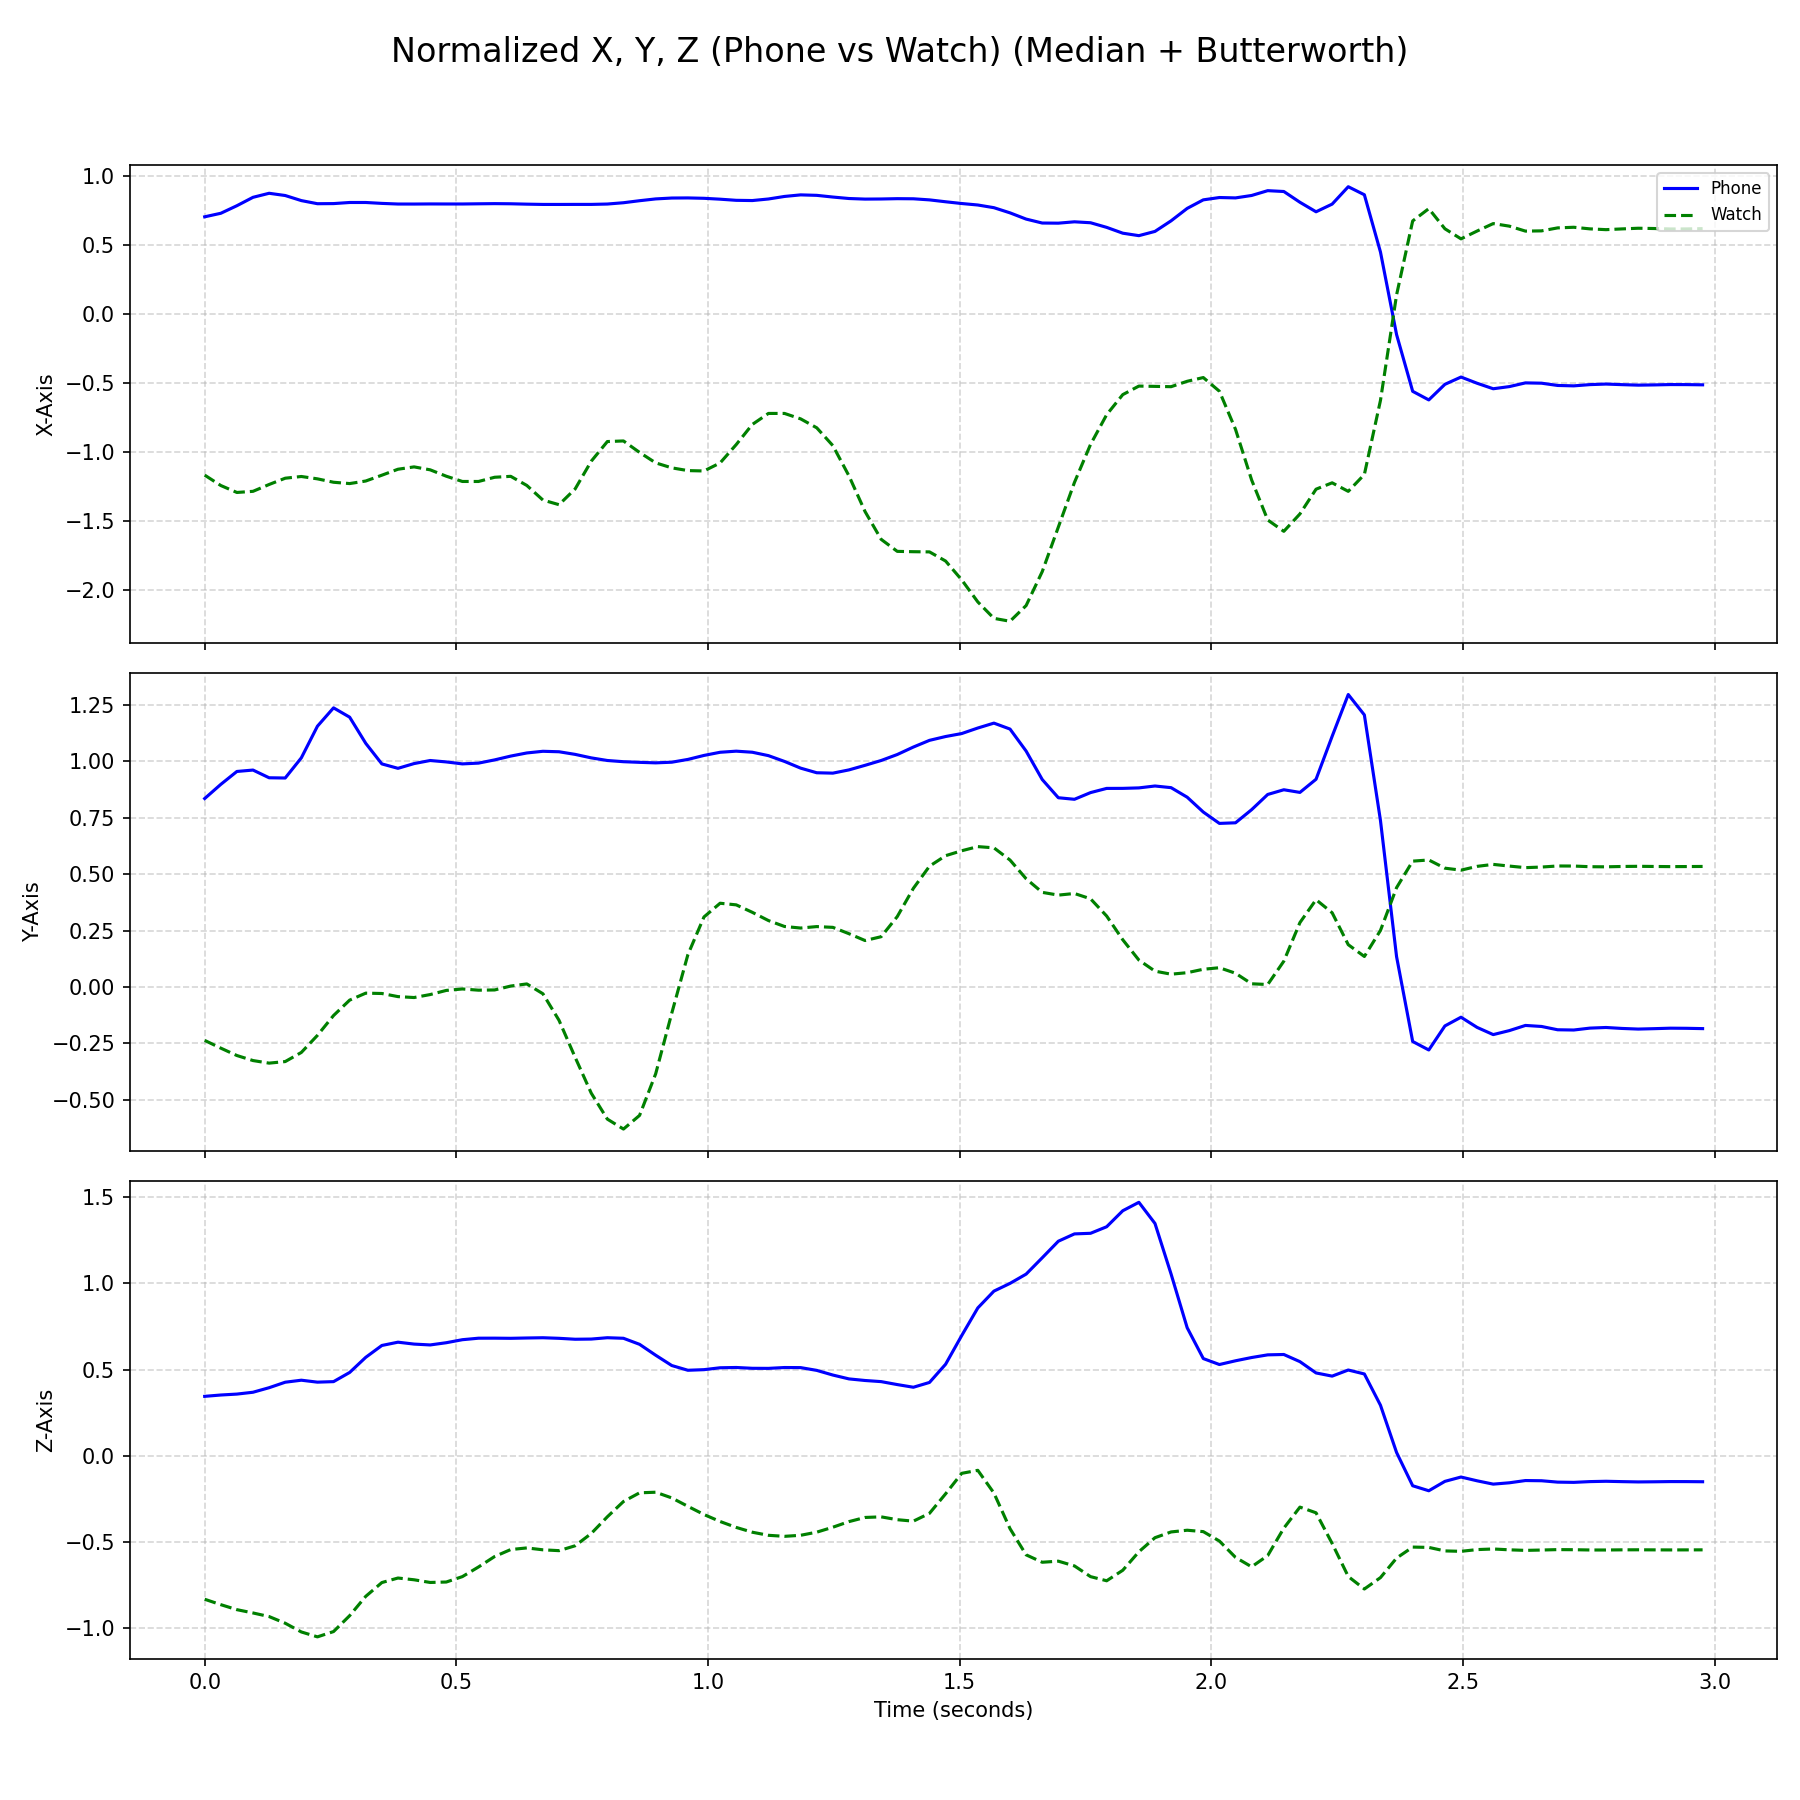 Normalized X, Y, Z (Phone vs Watch) (Median + Butterworth)
1.0
0.5
0.0
−0.5
−1.0
−1.5
−2.0
X-Axis
Phone
Watch
1.25
1.00
0.75
0.50
0.25
0.00
−0.25
−0.50
Y-Axis
1.5
1.0
0.5
0.0
−0.5
−1.0
Z-Axis
0.0 0.5 1.0 1.5 2.0 2.5 3.0
Time (seconds)